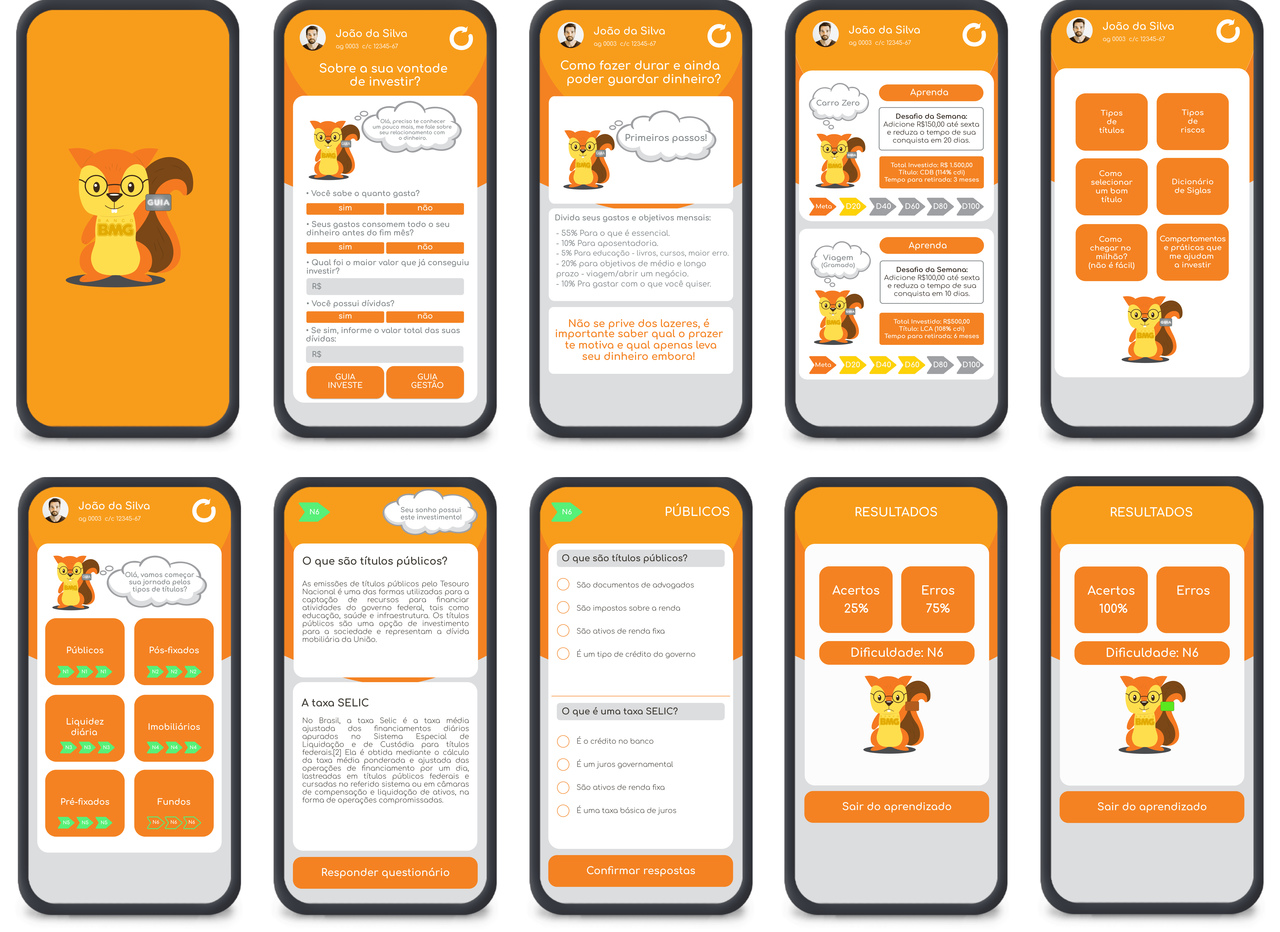 GUIA
BMG
João da Silva
ag 0003 c/c 12345-67
Sobre a sua vontade
de investir?
Olá, preciso te conhecer
um pouco mais, me fale sobre
seu relacionamento com
o dinheiro.
GUIA
BMG
• Você sabe o quanto gasta?
sim
não
• Seus gastos consomem todo o seu
dinheiro antes do fim mês?
sim
não
• Qual foi o maior valor que já conseguiu
investir?
R$
• Você possui dívidas?
sim
não
• Se sim, informe o valor total das suas
dívidas:
R$
GUIA
INVESTE
GUIA
GESTÃO
João da Silva
ag 0003 c/c 12345-67
Como fazer durar e ainda
poder guardar dinheiro?
Primeiros passos!
GUIA
BMG
Divida seus gastos e objetivos mensais:
- 55% Para o que é essencial.
- 10% Para aposentadoria.
- 5% Para educação - livros, cursos, maior erro.
- 20% para objetivos de médio e longo
prazo - viagem/abrir um negócio.
- 10% Pra gastar com o que você quiser.
Não se prive dos lazeres, é
importante saber qual o prazer
te motiva e qual apenas leva
seu dinheiro embora!
João da Silva
ag 0003 c/c 12345-67
Carro Zero
GUIA
BMG
Aprenda
Desafio da Semana:
Adicione R$150,00 até sexta
e reduza o tempo de sua
conquista em 20 dias.
Total Investido: R$ 1.500,00
Título: CDB (114% cdi)
Tempo para retirada: 3 meses
Meta D20 D40 D60 D80 D100
Viagem
(Gramado)
GUIA
BMG
Aprenda
Desafio da Semana:
Adicione R$100,00 até sexta
e reduza o tempo de sua
conquista em 10 dias.
Total Investido: R$500,00
Título: LCA (108% cdi)
Tempo para retirada: 6 meses
Meta D20 D40 D60 D80 D100
João da Silva
ag 0003 c/c 12345-67
Tipos
de
títulos
Tipos
de
riscos
Como
selecionar
um bom
título
Dicionário
de Siglas
Como
chegar no
milhão?
(não é fácil)
Comportamentos
e práticas que
me ajudam
a investir
GUIA
BMG
João da Silva
ag 0003 c/c 12345-67
Olá, vamos começar
sua jornada pelos
tipos de títulos?
GUIA
BMG
Públicos
N1 N1 N1
Pós-fixados
N2 N2 N2
Liquidez
diária
N3 N3 N3
Imobiliários
N4 N4 N4
Pré-fixados
N5 N5 N5
Fundos
N6 N6 N6
N6
Seu sonho possui
este investimento!
O que são títulos públicos?
As emissões de títulos públicos pelo Tesouro
Nacional é uma das formas utilizadas para a
captação de recursos para financiar
atividades do governo federal, tais como
educação, saúde e infraestrutura. Os títulos
públicos são uma opção de investimento
para a sociedade e representam a dívida
mobiliária da União.
A taxa SELIC
No Brasil, a taxa Selic é a taxa média
ajustada dos financiamentos diários
apurados no Sistema Especial de
Liquidação e de Custódia para títulos
federais.[2] Ela é obtida mediante o cálculo
da taxa média ponderada e ajustada das
operações de financiamento por um dia,
lastreadas em títulos públicos federais e
cursadas no referido sistema ou em câmaras
de compensação e liquidação de ativos, na
forma de operações compromissadas.
Responder questionário
N6
PÚBLICOS
O que são títulos públicos?
São documentos de advogados
São impostos sobre a renda
São ativos de renda fixa
É um tipo de crédito do governo
O que é uma taxa SELIC?
É o crédito no banco
É um juros governamental
São ativos de renda fixa
É uma taxa básica de juros
Confirmar respostas
RESULTADOS
Acertos
25%
Erros
75%
Dificuldade: N6
BMG
Sair do aprendizado
RESULTADOS
Acertos
100%
Erros
Dificuldade: N6
BMG
Sair do aprendizado